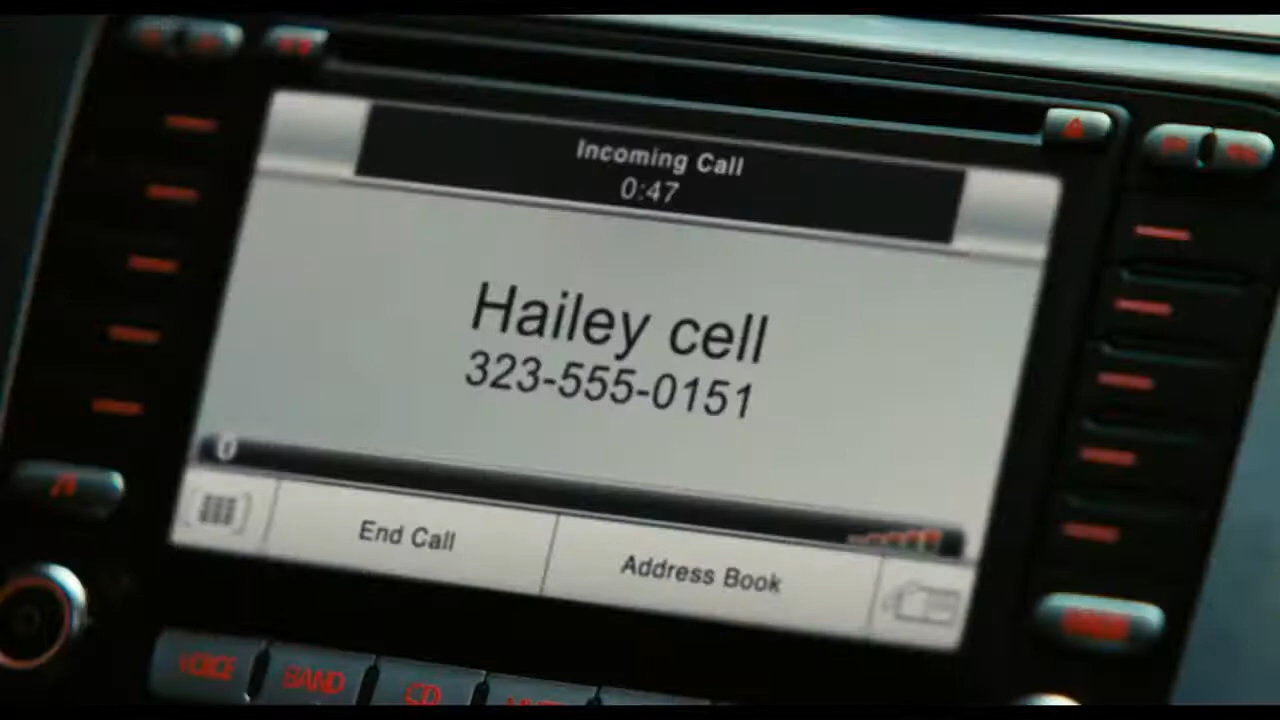 Incoming Call
0:47
Hailey cell
323-555-0151
End Call
Address Book
VOICE
BAND
CD